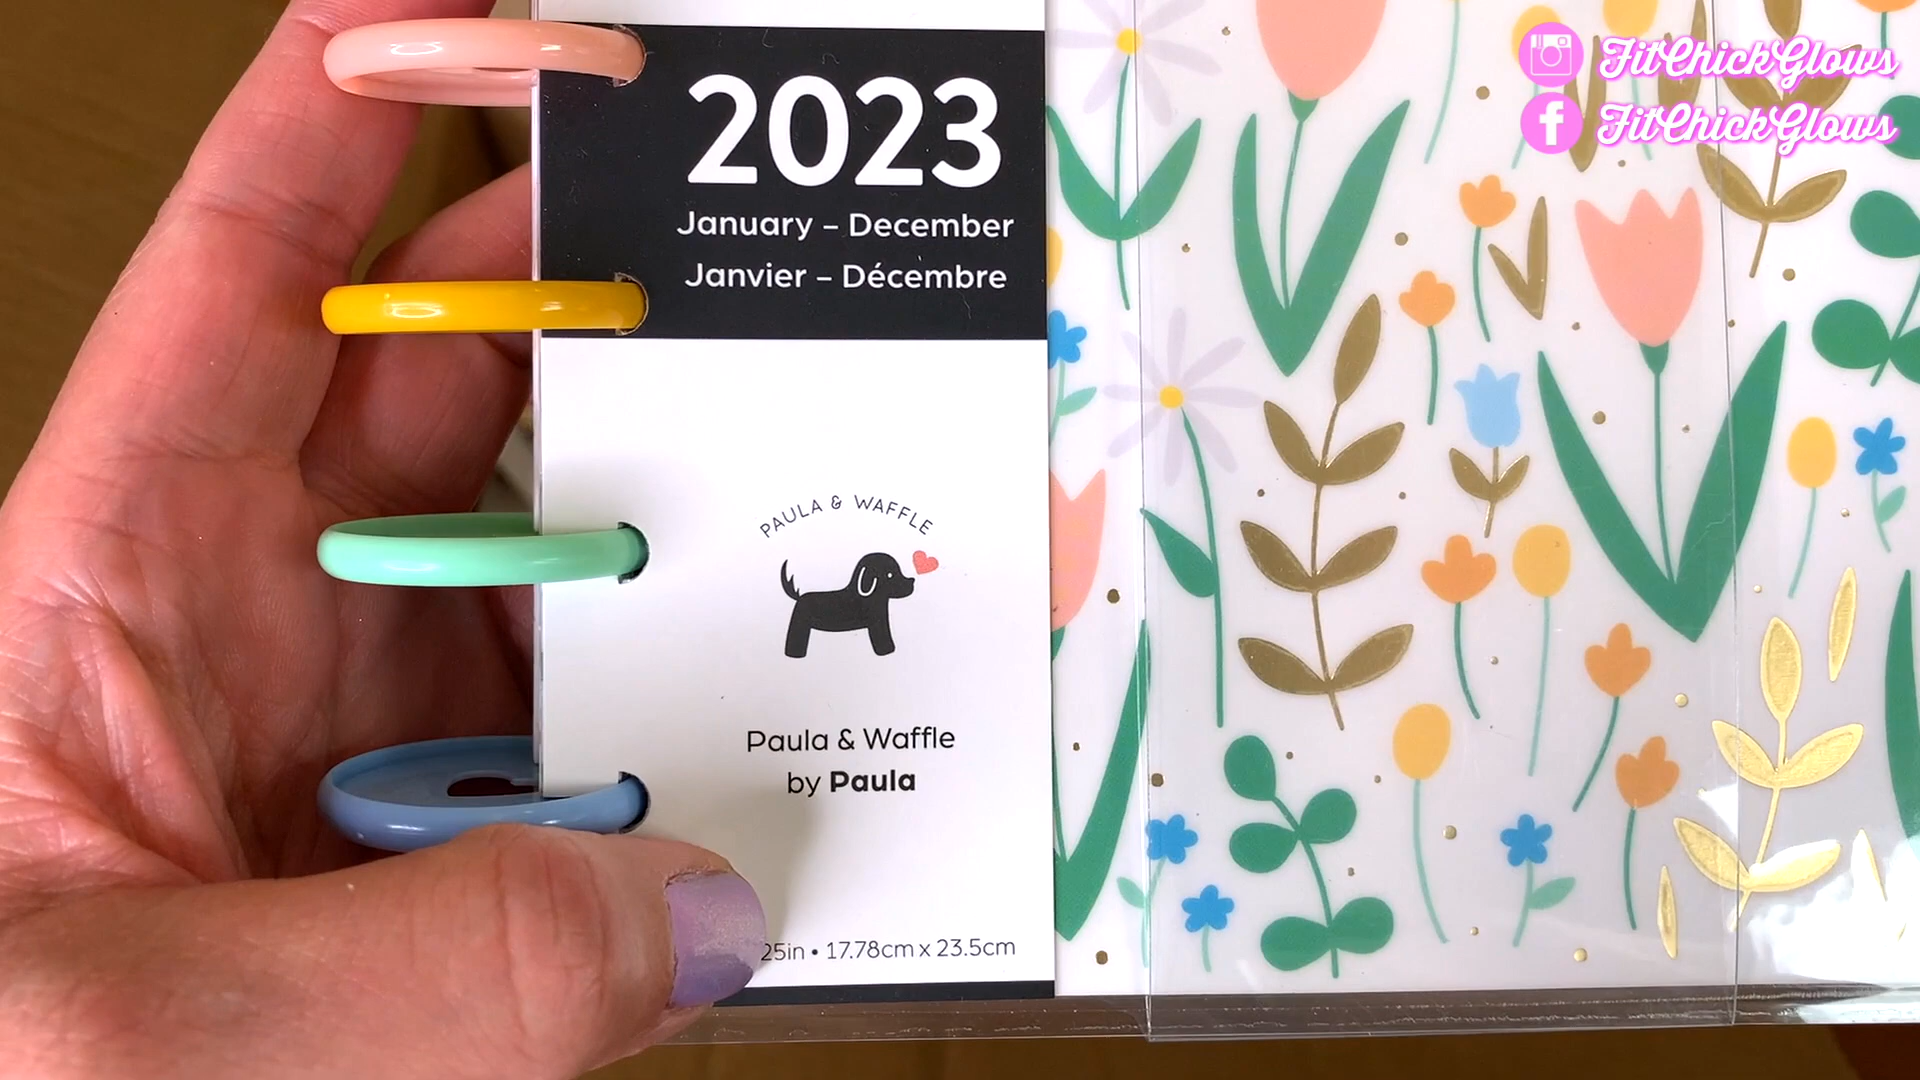 FitChickGlows
FitChickGlows
2023
January – December
Janvier – Décembre
PAULA & WAFFLE
Paula & Waffle
by Paula
25in • 17.78cm x 23.5cm